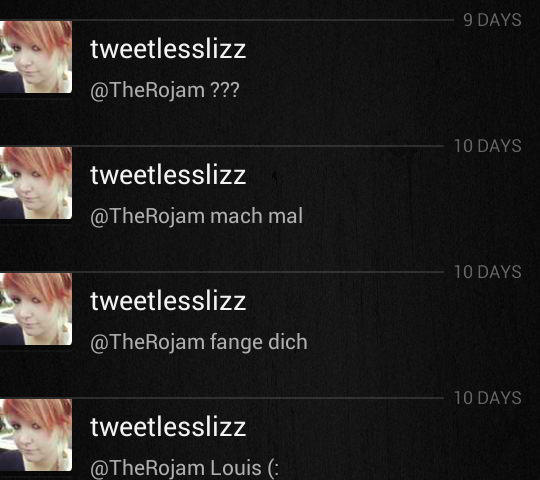 9 DAYS
tweetlesslizz
@TheRojam ???
10 DAYS
tweetlesslizz
@TheRojam mach mal
10 DAYS
tweetlesslizz
@TheRojam fange dich
10 DAYS
tweetlesslizz
@TheRojam Louis (: